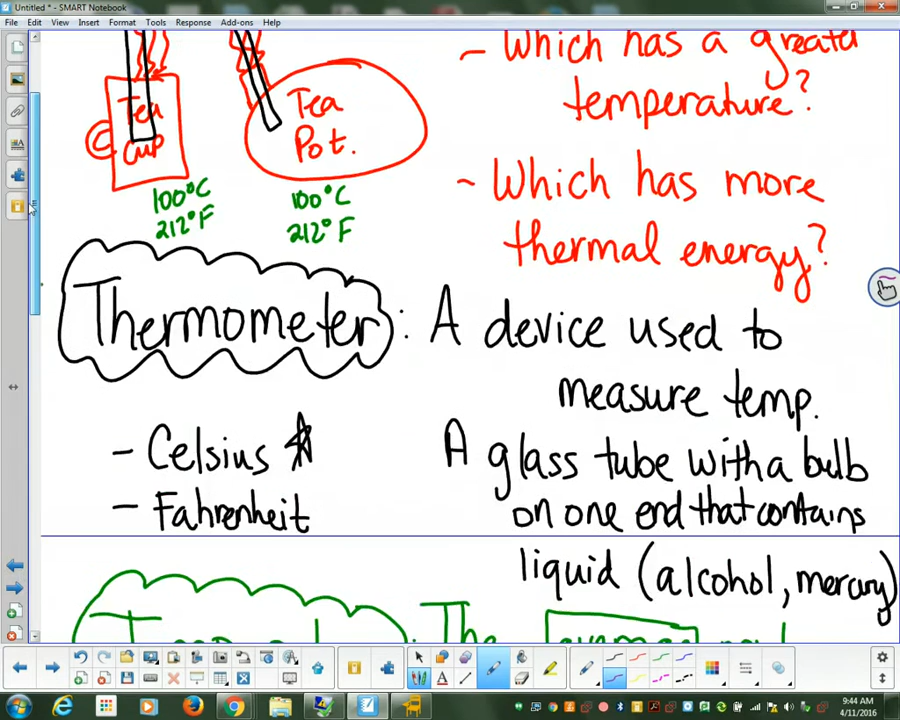 Untitled * - SMART Notebook
File Edit View Insert Format Tools Response Add-ons Help
- Which has a greater
temperature?
Tea
Cup
Tea
Pot.
100°C
212°F
100°C
212°F
- Which has more
thermal energy?
Thermometer : A device used to
measure temp.
- Celsius
- Fahrenheit
A glass tube with a bulb
on one end that contains
liquid (alcohol, mercury)
: The
9:44 AM
4/11/2016